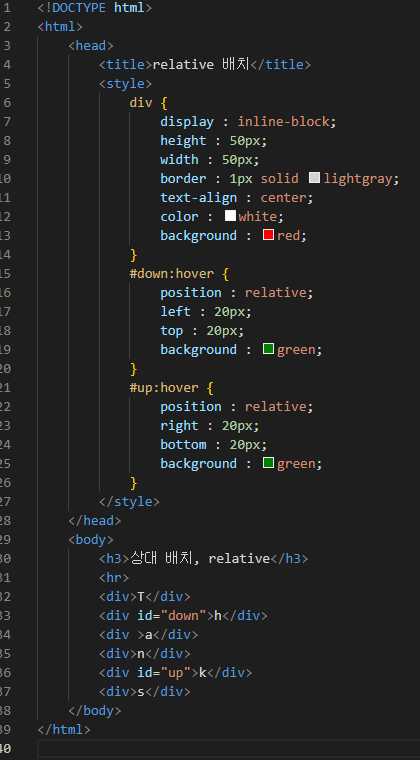 1 <!DOCTYPE html>
2 <html>
3 <head>
4 <title>relative 배치</title>
5 <style>
6 div {
7 display : inline-block;
8 height : 50px;
9 width : 50px;
10 border : 1px solid lightgray;
11 text-align : center;
12 color : white;
13 background : red;
14 }
15 #down:hover {
16 position : relative;
17 left : 20px;
18 top : 20px;
19 background : green;
20 }
21 #up:hover {
22 position : relative;
23 right : 20px;
24 bottom : 20px;
25 background : green;
26 }
27 </style>
28 </head>
29 <body>
30 <h3>상대 배치, relative</h3>
31 <hr>
32 <div>T</div>
33 <div id="down">h</div>
34 <div >a</div>
35 <div>n</div>
36 <div id="up">k</div>
37 <div>s</div>
38 </body>
39 </html>
40